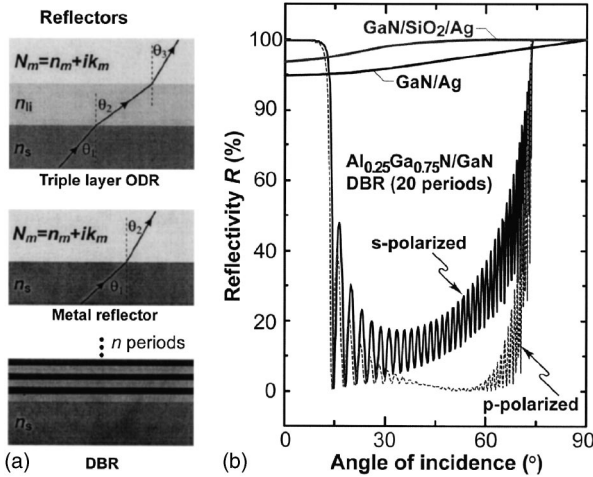 Reflectors
Nm=nm+ikm
θ3
nli
θ2
ns
θ1
Triple layer ODR
Nm=nm+ikm
θ2
ns
θ1
Metal reflector
n periods
ns
(a)
DBR
GaN/SiO2/Ag
GaN/Ag
Al0.25Ga0.75N/GaN
DBR (20 periods)
s-polarized
p-polarized
Reflectivity R (%)
100
90
60
40
20
0
0
30
60
90
Angle of incidence (°)
(b)